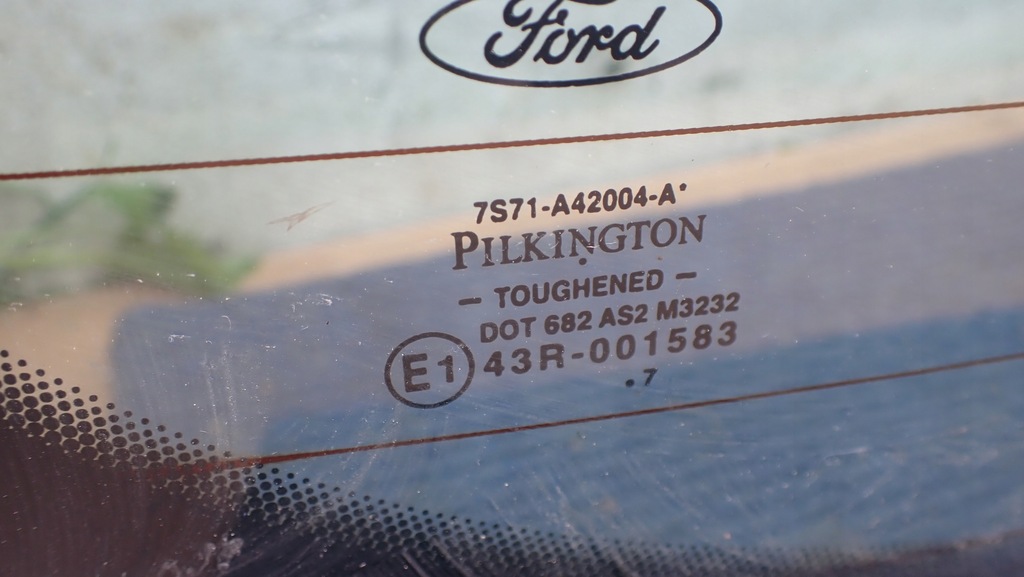 Ford
7S71-A42004-A•
PILKINGTON
– TOUGHENED –
DOT 682 AS2 M3232
E1 43R-001583
.7